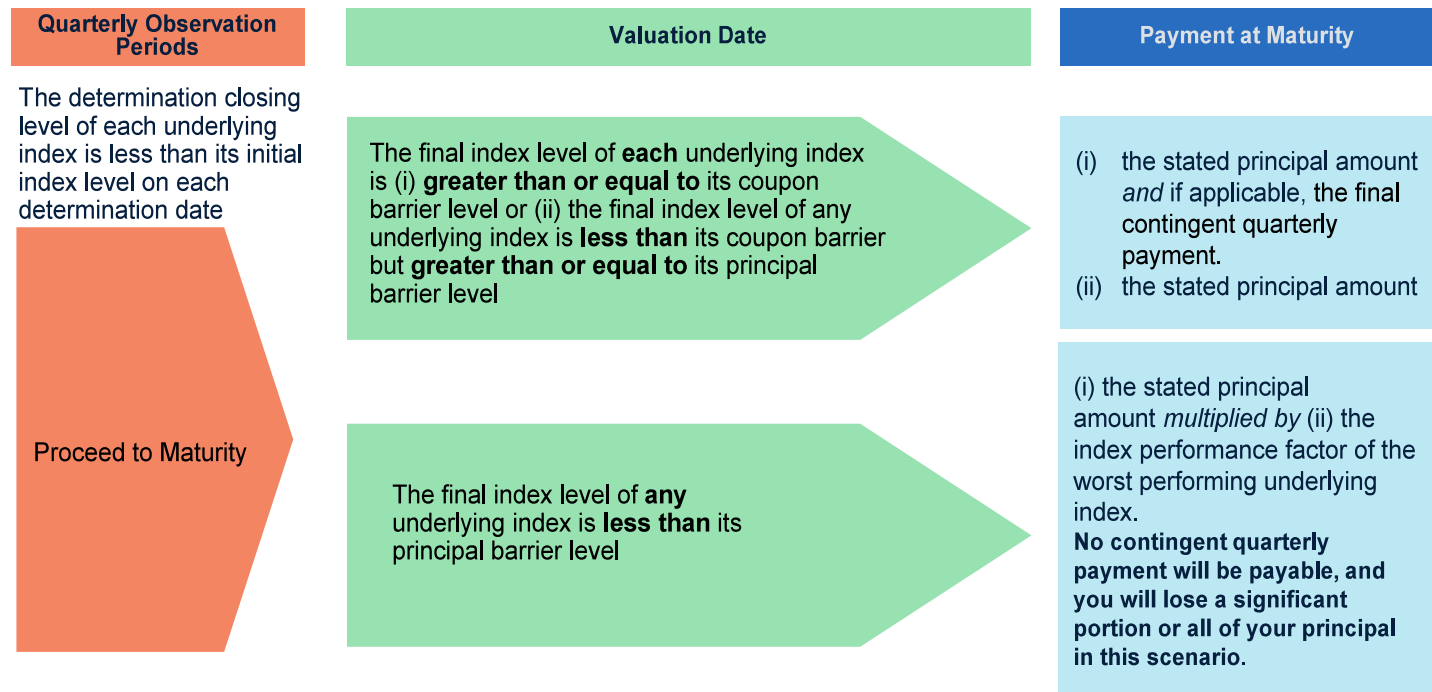 Quarterly Observation
Periods
Valuation Date
Payment at Maturity
The determination closing
level of each underlying
index is less than its initial
index level on each
determination date
Proceed to Maturity
The final index level of each underlying index
is (i) greater than or equal to its coupon
barrier level or (ii) the final index level of any
underlying index is less than its coupon barrier
but greater than or equal to its principal
barrier level
(i) the stated principal amount
and if applicable, the final
contingent quarterly
payment.
(ii) the stated principal amount
The final index level of any
underlying index is less than its
principal barrier level
(i) the stated principal
amount multiplied by (ii) the
index performance factor of the
worst performing underlying
index.
No contingent quarterly
payment will be payable, and
you will lose a significant
portion or all of your principal
in this scenario.